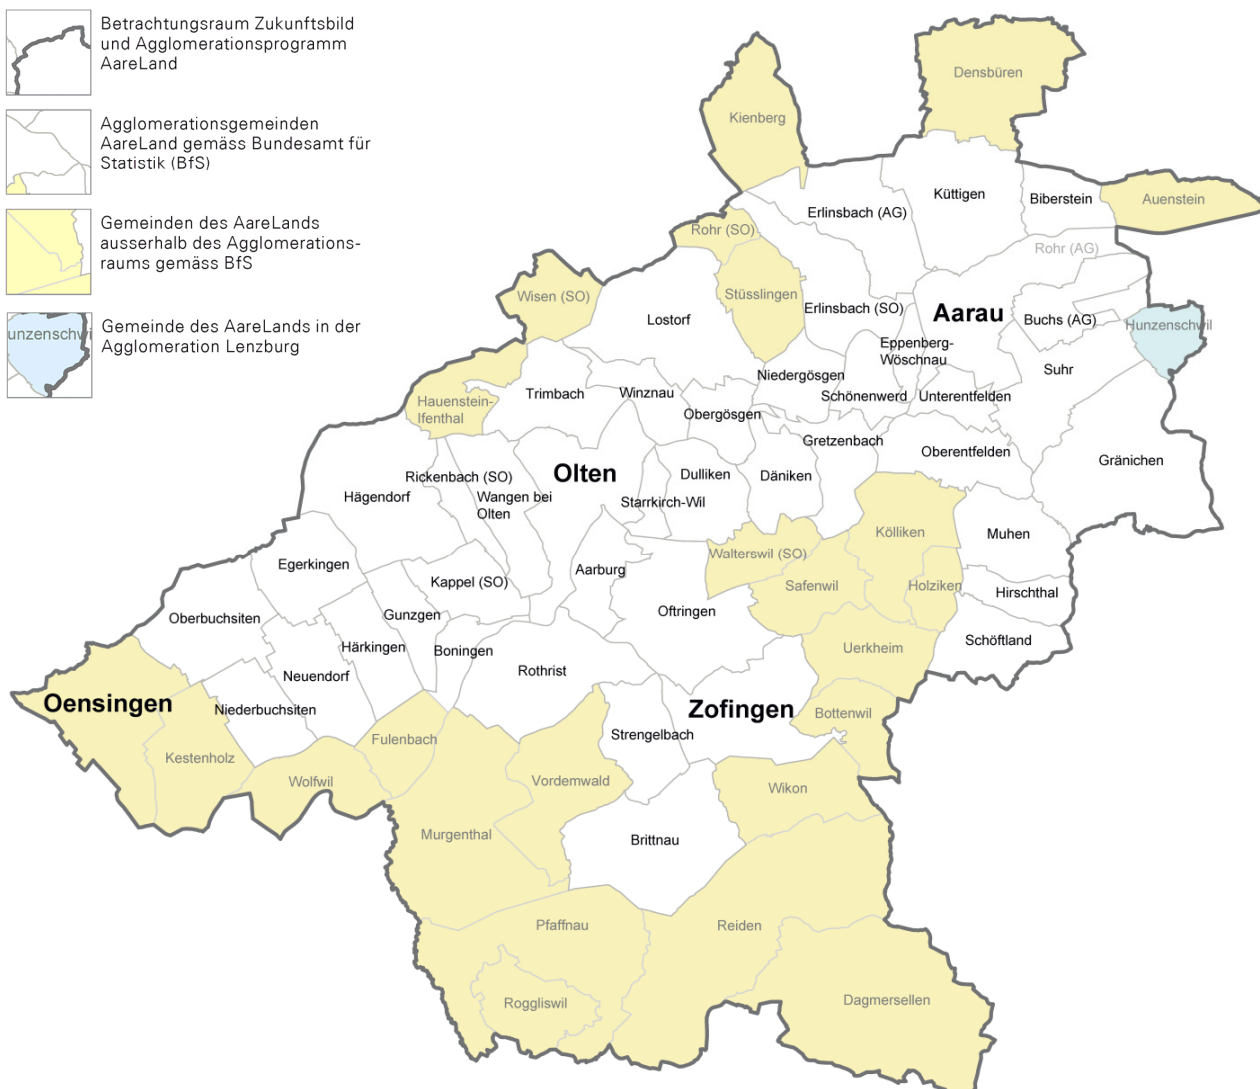 Betrachtungsraum Zukunftsbild
und Agglomerationsprogramm
AareLand
Agglomerationsgemeinden
AareLand gemäss Bundesamt für
Statistik (BfS)
Gemeinden des AareLands
ausserhalb des Agglomerations-
raums gemäss BfS
unzenschwi
Gemeinde des AareLands in der
Agglomeration Lenzburg
Densbüren
Kienberg
Küttigen
Biberstein
Auenstein
Erlinsbach (AG)
Rohr (SO)
Rohr (AG)
Wisen (SO)
Stüsslingen
Erlinsbach (SO)
Aarau
Lostorf
Buchs (AG)
Hunzenschwil
Eppenberg-
Wöschnau
Niedergösgen
Suhr
Trimbach
Winznau
Schönenwerd
Unterentfelden
Hauenstein-
Ifenthal
Obergösgen
Gretzenbach
Oberentfelden
Gränichen
Rickenbach (SO)
Olten
Dulliken
Däniken
Hägendorf
Wangen bei
Olten
Starrkirch-Wil
Kölliken
Muhen
Walterswil (SO)
Egerkingen
Kappel (SO)
Aarburg
Safenwil
Holziken
Hirschthal
Oberbuchsiten
Gunzgen
Oftringen
Schöftland
Härkingen
Boningen
Uerkheim
Neuendorf
Rothrist
Oensingen
Niederbuchsiten
Zofingen
Bottenwil
Fulenbach
Strengelbach
Kestenholz
Wolfwil
Vordemwald
Wikon
Murgenthal
Brittnau
Pfaffnau
Reiden
Roggliswil
Dagmersellen